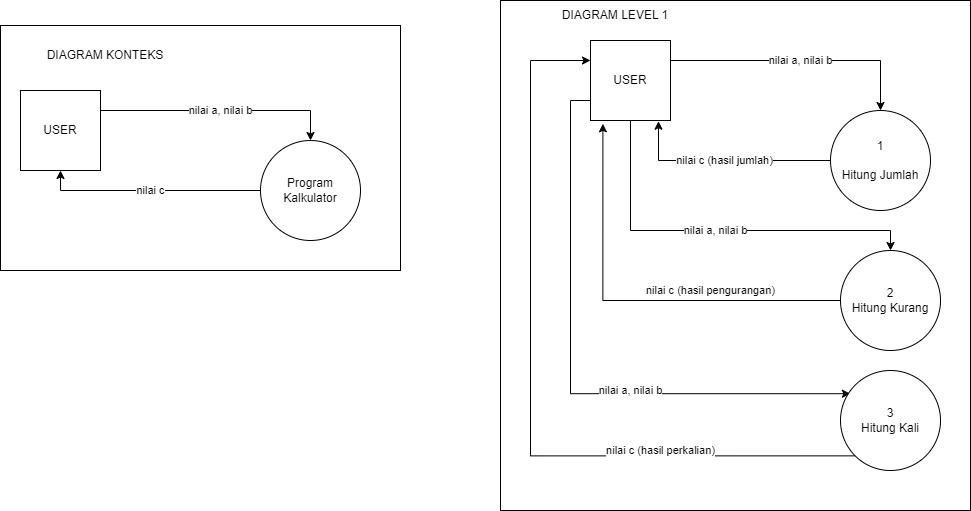 DIAGRAM KONTEKS
USER
nilai a, nilai b
Program
Kalkulator
nilai c
DIAGRAM LEVEL 1
USER
nilai a, nilai b
1
Hitung Jumlah
nilai c (hasil jumlah)
nilai a, nilai b
2
Hitung Kurang
nilai c (hasil pengurangan)
nilai a, nilai b
3
Hitung Kali
nilai c (hasil perkalian)